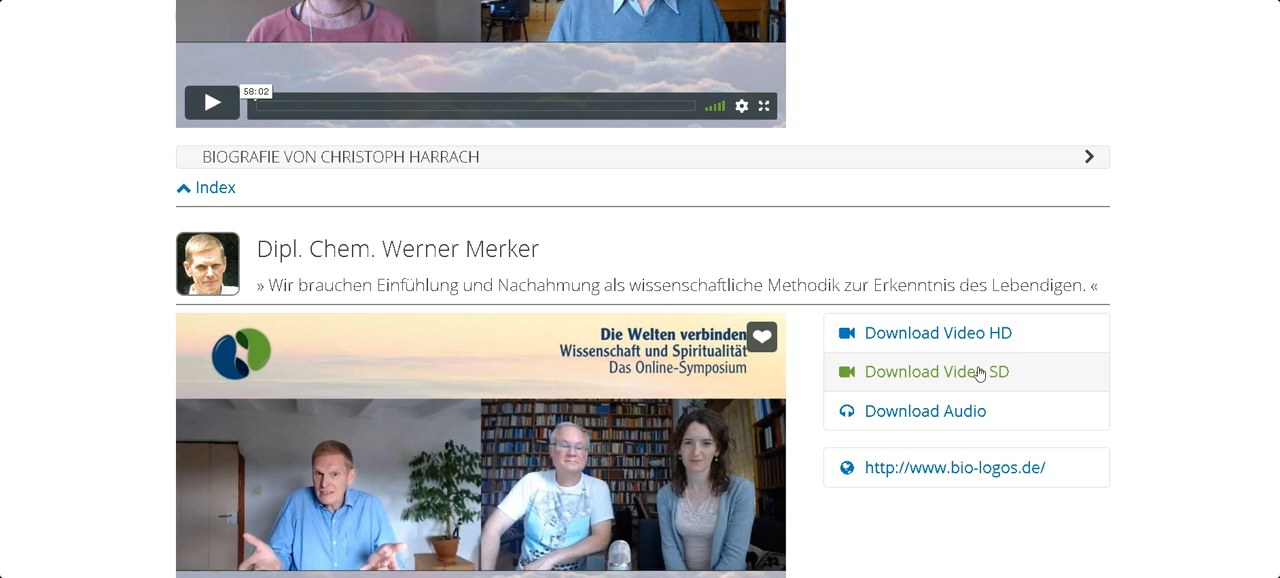 58:02
BIOGRAFIE VON CHRISTOPH HARRACH
Index
Dipl. Chem. Werner Merker
» Wir brauchen Einfühlung und Nachahmung als wissenschaftliche Methodik zur Erkenntnis des Lebendigen. «
Die Welten verbinden
Wissenschaft und Spiritualität
Das Online-Symposium
Download Video HD
Download Video SD
Download Audio
http://www.bio-logos.de/